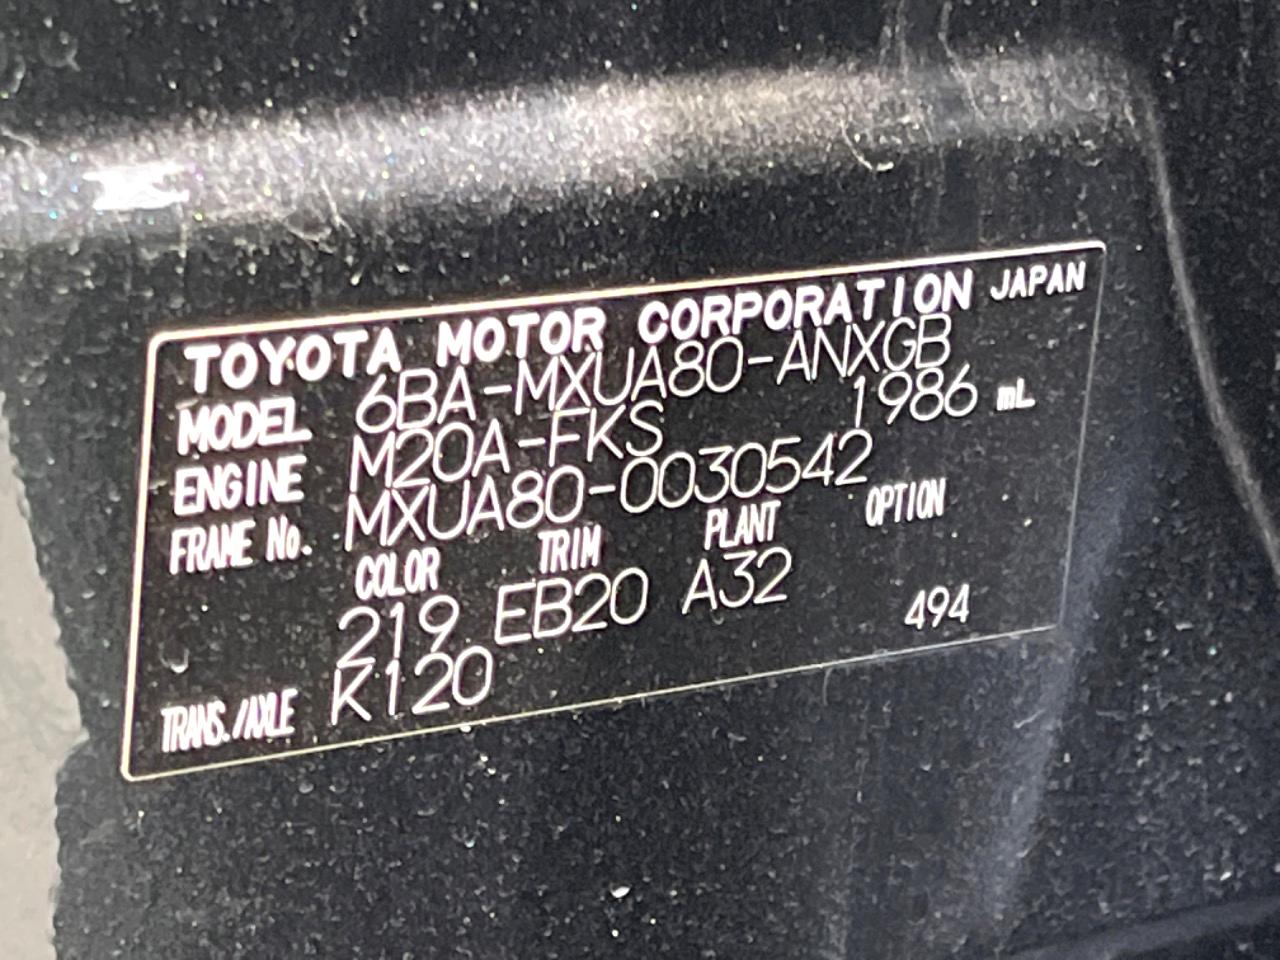 TOYOTA MOTOR CORPORATION JAPAN
MODEL 6BA-MXUA80-ANXGB
ENGINE M20A-FKS 1986 mL
FRAME No. MXUA80-0030542
COLOR TRIM PLANT OPTION
219 EB20 A32 494
TRANS./AXLE K120